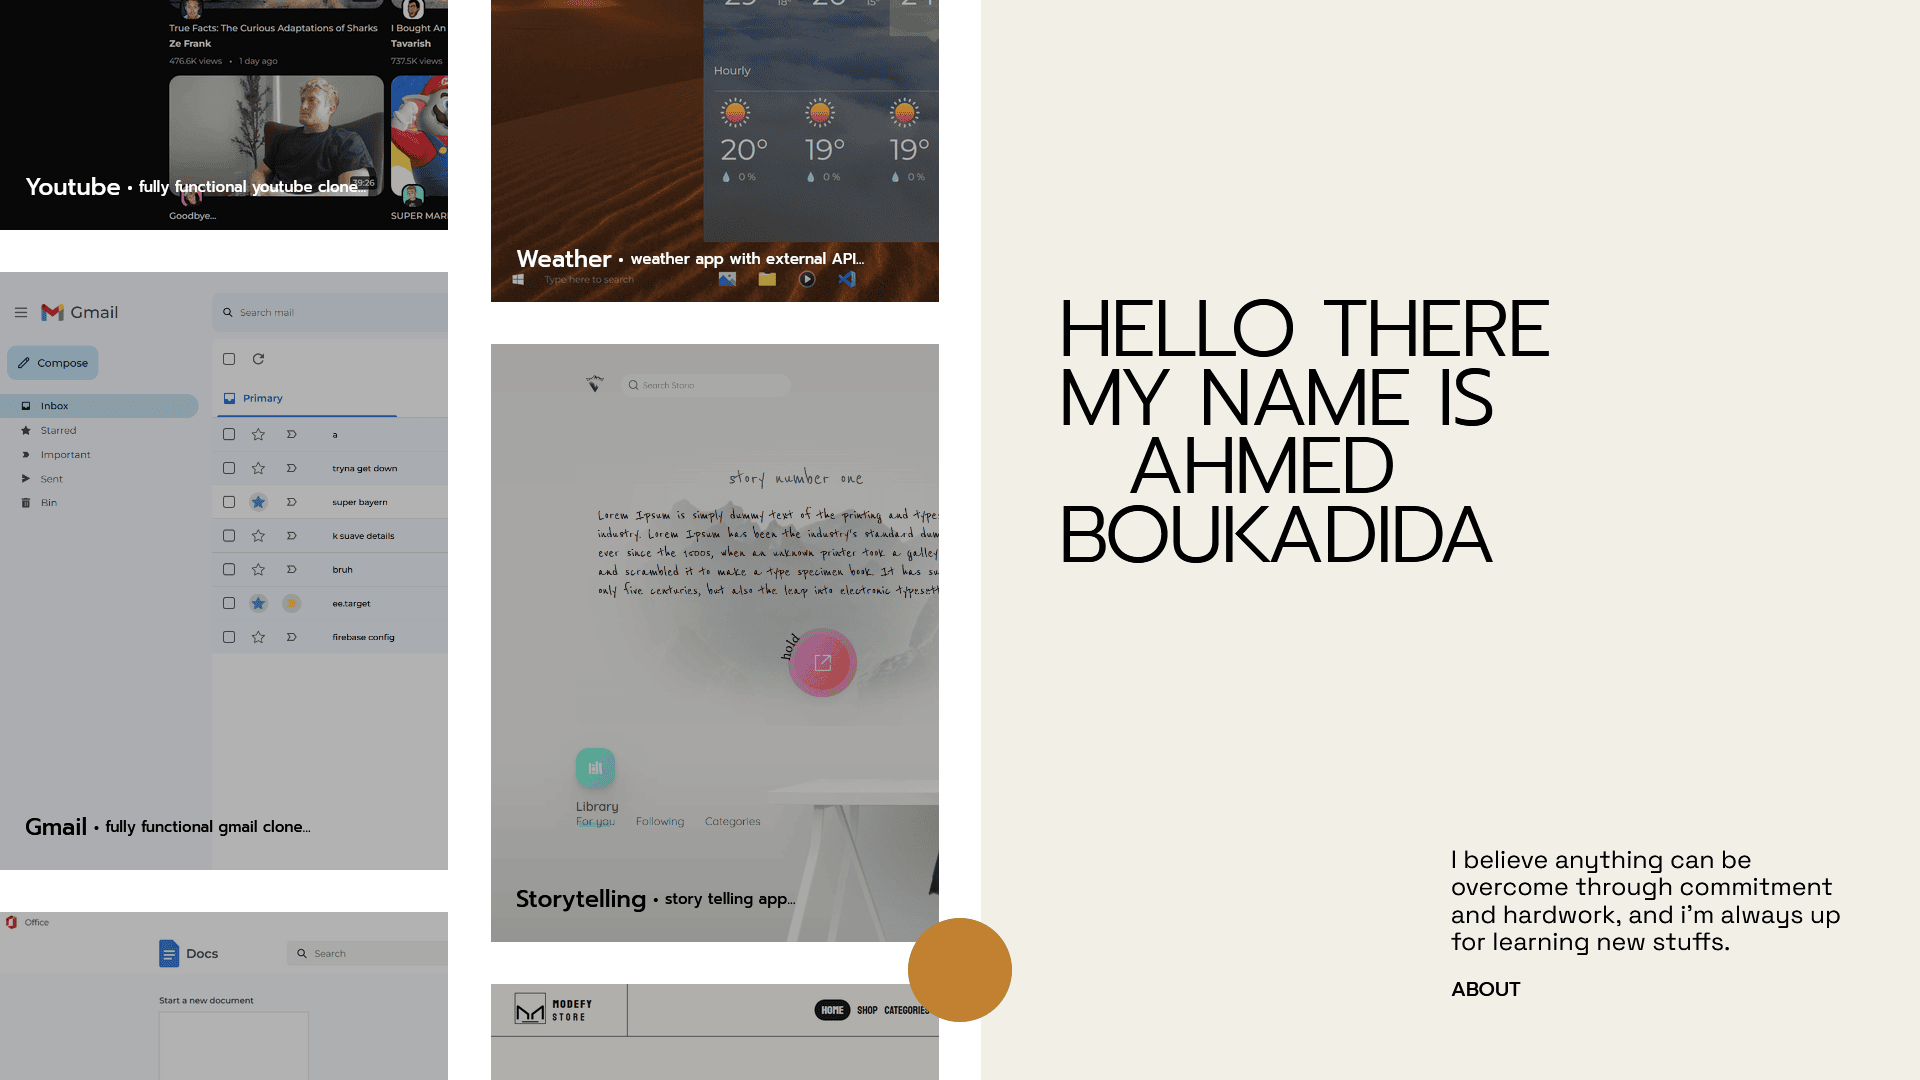 True Facts: The Curious Adaptations of Sharks
Ze Frank
476.6K views • 1 day ago
I Bought An
Tavarish
737.5K views
39:26
Youtube • fully functional youtube clone...
Goodbye...
SUPER MAR
Gmail
Search mail
Compose
Primary
Inbox
Starred
Important
Sent
Bin
a
tryna get down
super bayern
k suave details
bruh
ee.target
firebase config
Gmail • fully functional gmail clone...
Office
Docs
Search
Start a new document
Hourly
20° 19° 19°
0 % 0 % 0 %
Weather • weather app with external API...
Type here to search
Search Storio
story number one
Lorem Ipsum is simply dummy text of the printing and type
industry. Lorem Ipsum has been the industry's standard dum
ever since the 1500s, when an unknown printer took a galley
and scrambled it to make a type specimen book. It has su
only five centuries, but also the leap into electronic typesett
hold
Library
For you Following Categories
Storytelling • story telling app...
MODEFY
STORE
HOME SHOP CATEGORIES
HELLO THERE
MY NAME IS
AHMED
BOUKADIDA
I believe anything can be
overcome through commitment
and hardwork, and i'm always up
for learning new stuffs.
ABOUT